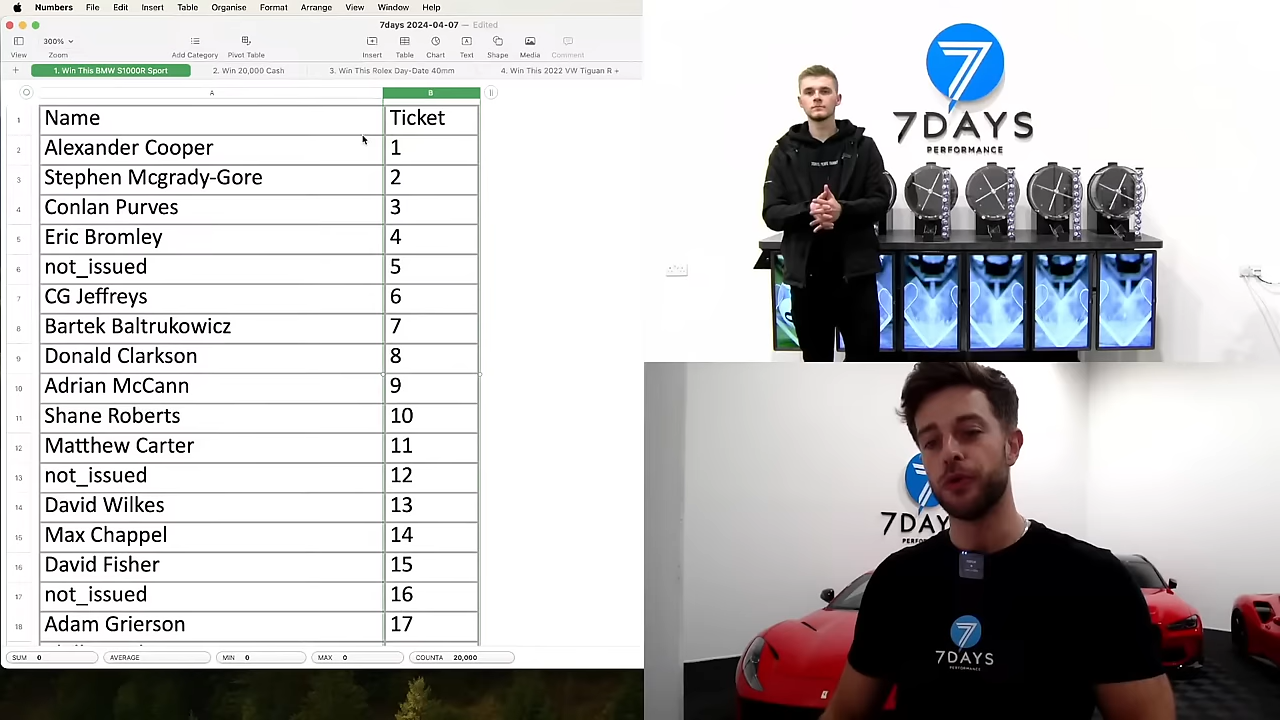 Numbers File Edit Insert Table Organise Format Arrange View Window Help
7days 2024-04-07 — Edited
300%
View Zoom Add Category Pivot Table Insert Table Chart Text Shape Media Comment
1. Win This BMW S1000R Sport 2. Win 20,000 Cash 3. Win This Rolex Day-Date 40mm 4. Win This 2022 VW Tiguan R +
A B
1 Name Ticket
2 Alexander Cooper 1
3 Stephen Mcgrady-Gore 2
4 Conlan Purves 3
5 Eric Bromley 4
6 not_issued 5
7 CG Jeffreys 6
8 Bartek Baltrukowicz 7
9 Donald Clarkson 8
10 Adrian McCann 9
11 Shane Roberts 10
12 Matthew Carter 11
13 not_issued 12
14 David Wilkes 13
15 Max Chappel 14
16 David Fisher 15
17 not_issued 16
18 Adam Grierson 17
SUM 0 AVERAGE MIN 0 MAX 0 COUNTA 20,000
7
7DAYS
PERFORMANCE
7DAY
PERFOR
7
7DAYS
PERFORMANCE